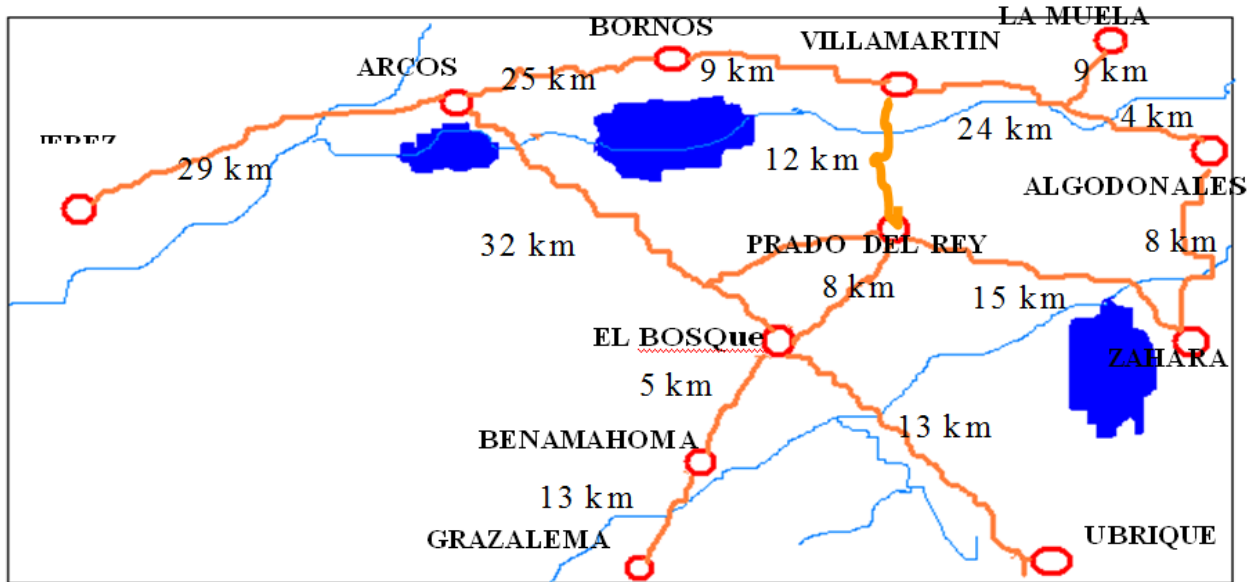 LA MUELA
BORNOS
VILLAMARTIN
ARCOS
25 km
9 km
9 km
4 km
24 km
JEREZ
29 km
12 km
ALGODONALES
32 km
PRADO DEL REY
8 km
8 km
15 km
EL BOSQue
ZAHARA
5 km
13 km
BENAMAHOMA
13 km
GRAZALEMA
UBRIQUE